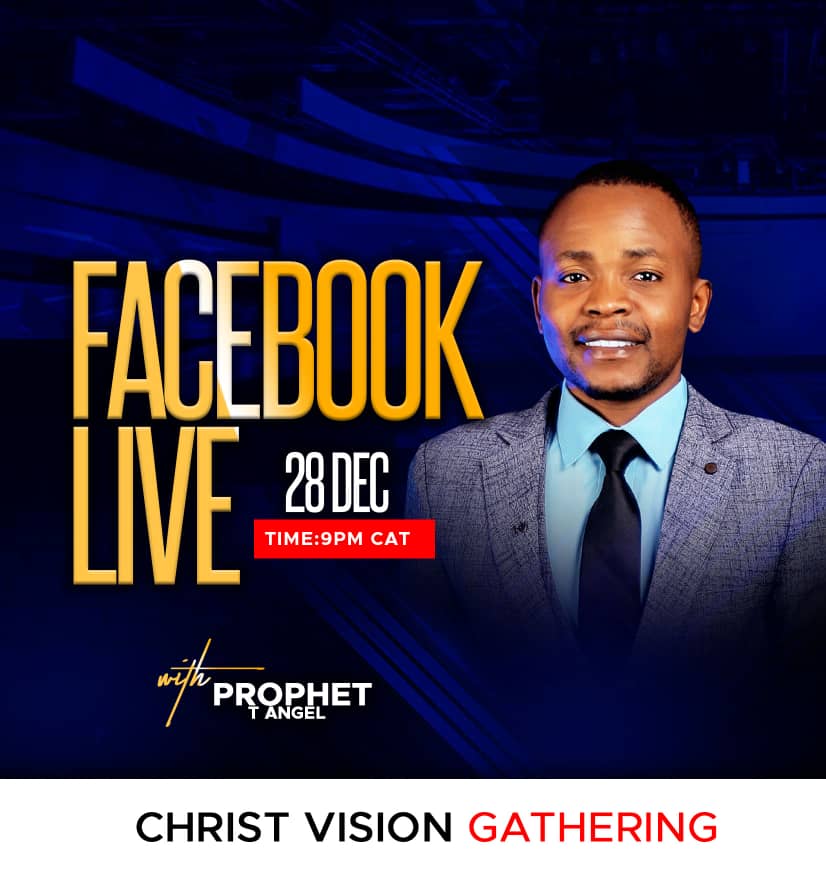 FACEBOOK
LIVE
28 DEC
TIME:9PM CAT
with
PROPHET
T ANGEL
CHRIST VISION GATHERING